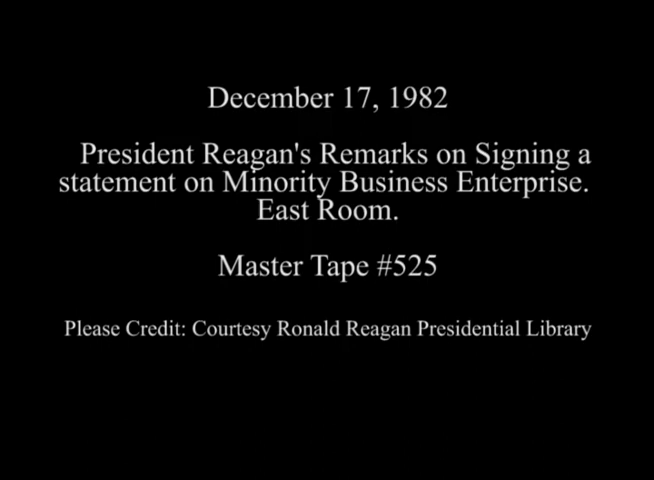 December 17, 1982
President Reagan's Remarks on Signing a
statement on Minority Business Enterprise.
East Room.
Master Tape #525
Please Credit: Courtesy Ronald Reagan Presidential Library